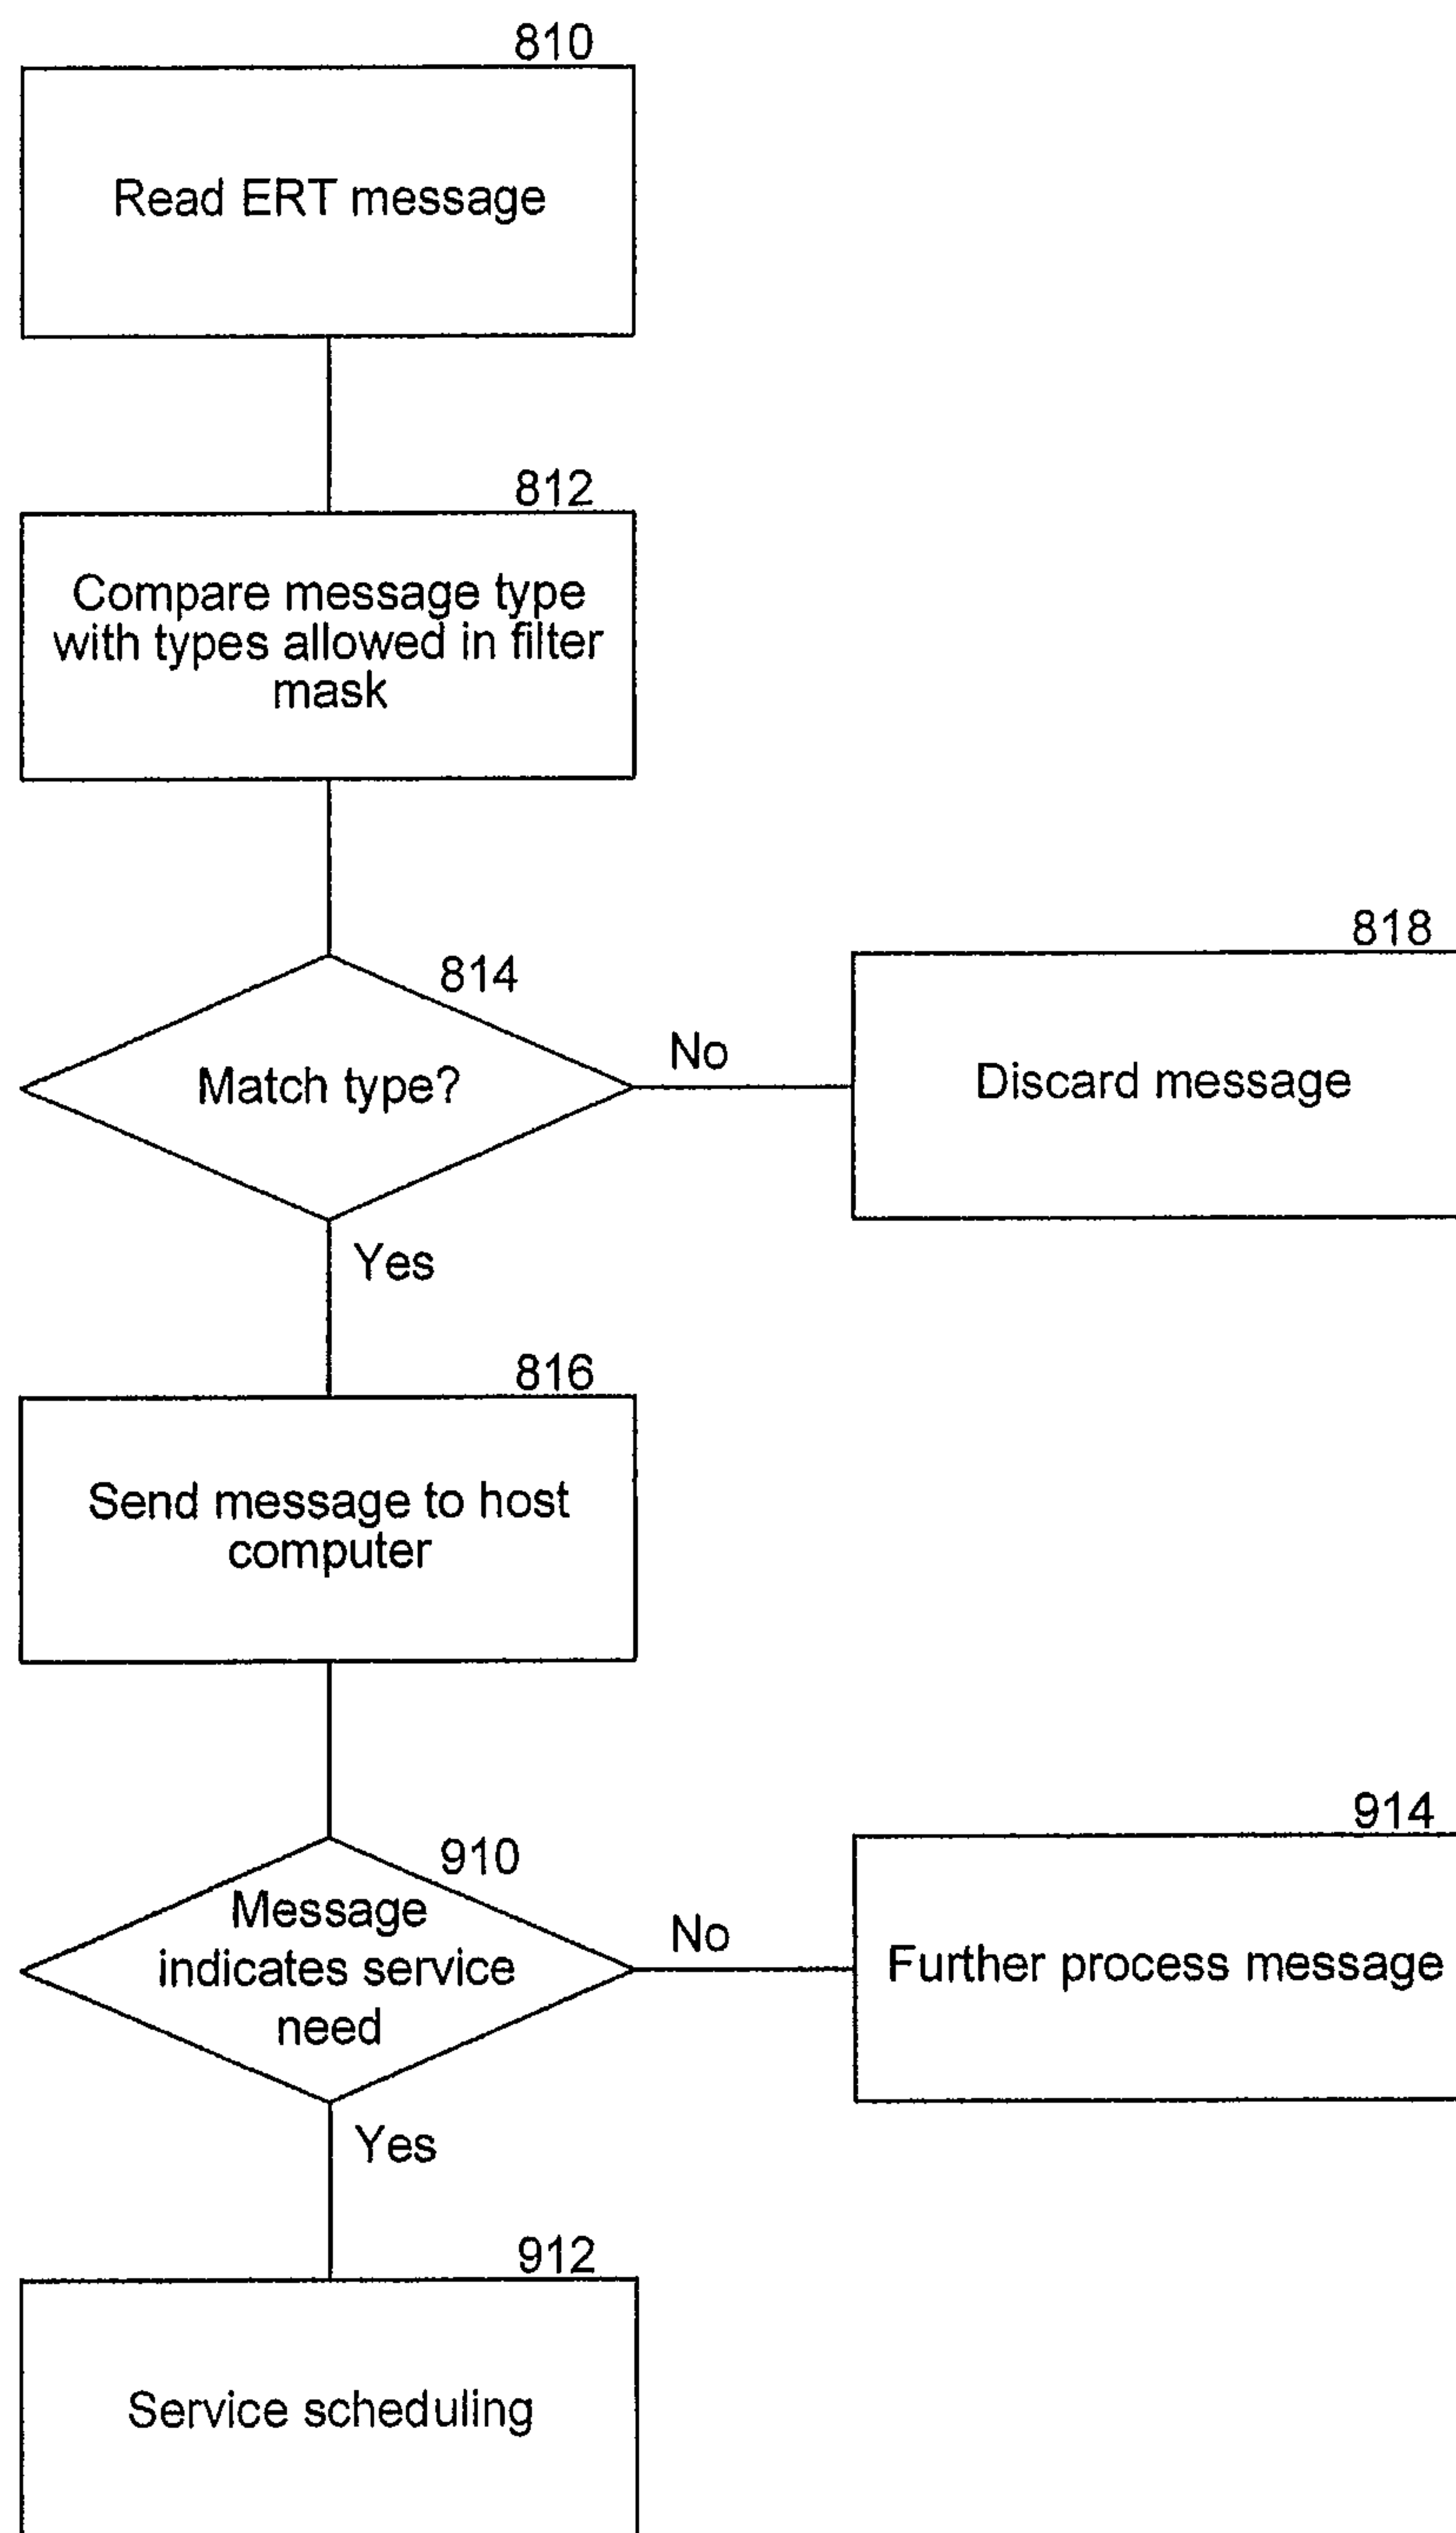 810
Read ERT message
812
Compare message type
with types allowed in filter
mask
814
Match type?
No
818
Discard message
Yes
816
Send message to host
computer
910
Message
indicates service
need
No
914
Further process message
Yes
912
Service scheduling